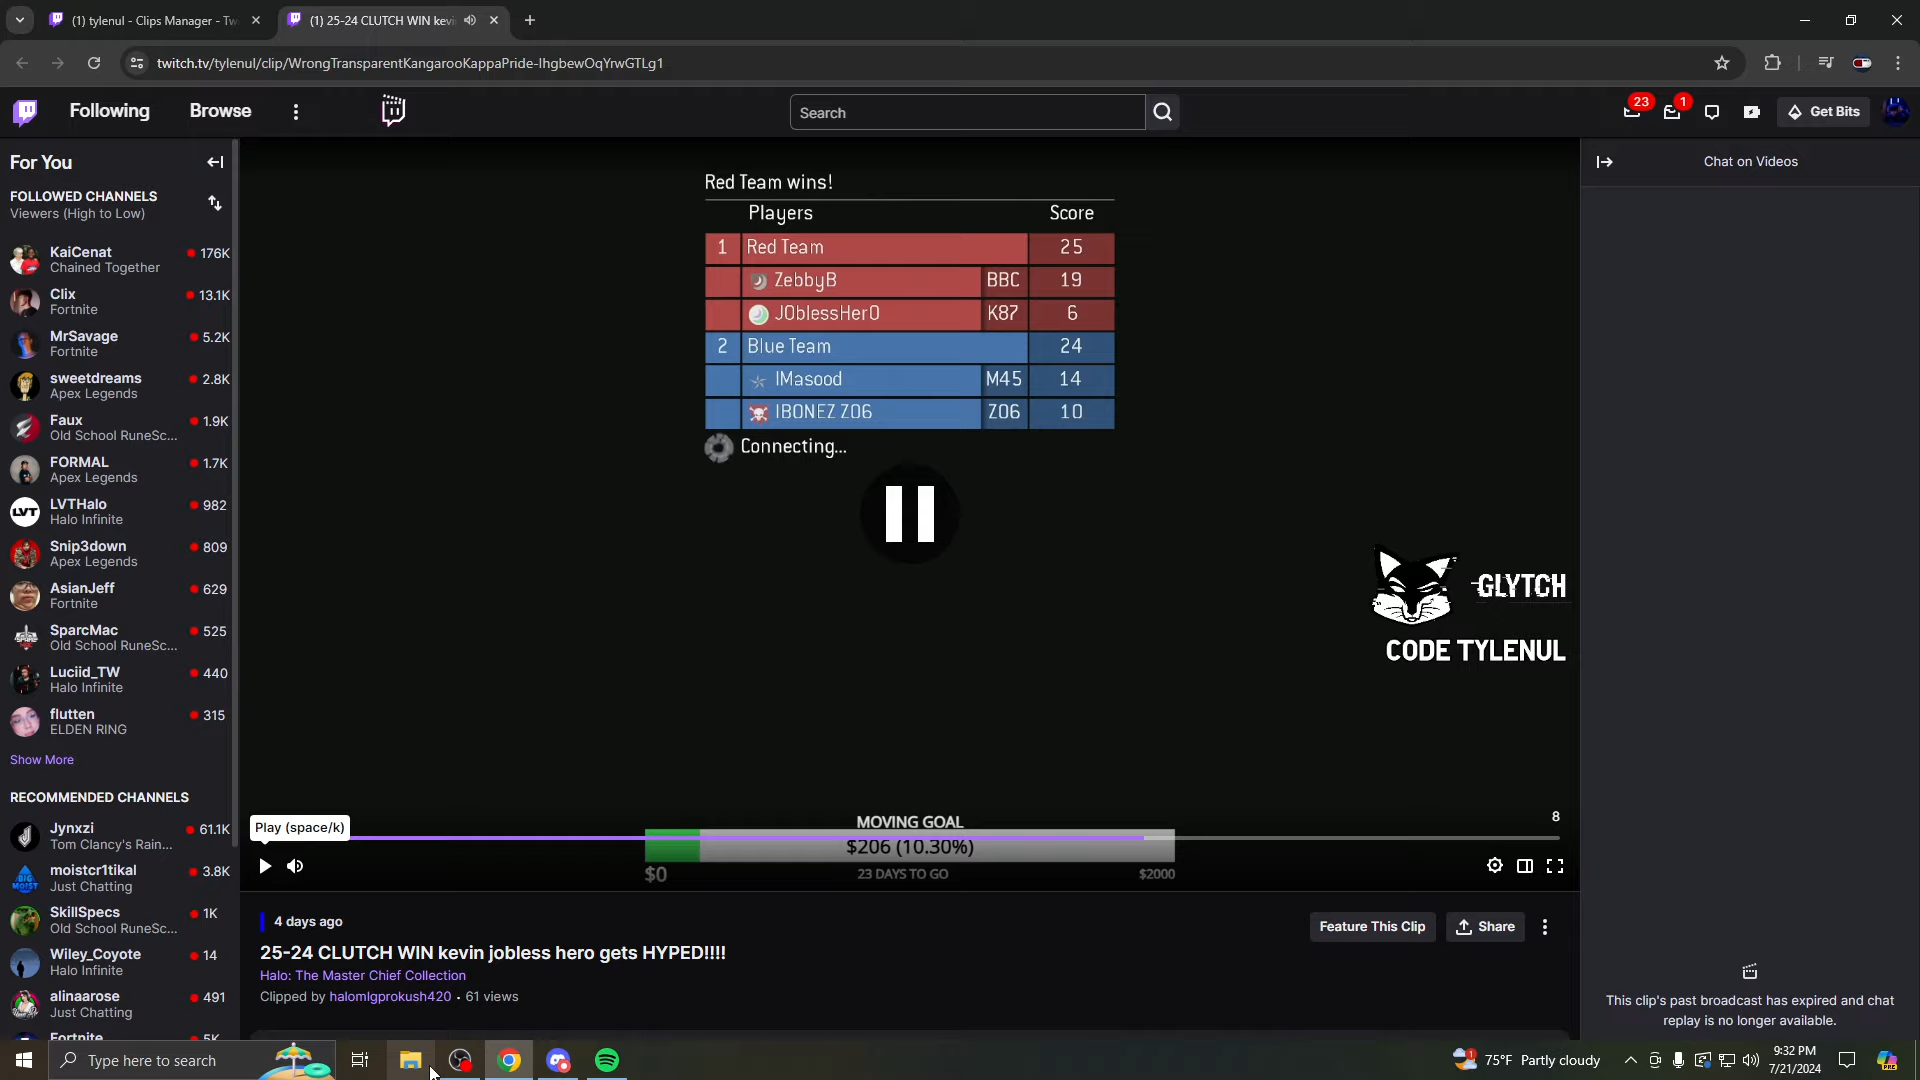 (1) tylenul - Clips Manager - Tw
(1) 25-24 CLUTCH WIN kevi
twitch.tv/tylenul/clip/WrongTransparentKangarooKappaPride-IhgbewOqYrwGTLg1
Following
Browse
Search
23
1
Get Bits
For You
FOLLOWED CHANNELS
Viewers (High to Low)
KaiCenat 176K
Chained Together
Clix 13.1K
Fortnite
MrSavage 5.2K
Fortnite
sweetdreams 2.8K
Apex Legends
Faux 1.9K
Old School RuneSc...
FORMAL 1.7K
Apex Legends
LVT
LVTHalo 982
Halo Infinite
Snip3down 809
Apex Legends
AsianJeff 629
Fortnite
SparcMac 525
Old School RuneSc...
Luciid_TW 440
Halo Infinite
flutten 315
ELDEN RING
Show More
RECOMMENDED CHANNELS
Jynxzi 61.1K
Tom Clancy's Rain...
BIG MOIST
moistcr1tikal 3.8K
Just Chatting
SkillSpecs 1K
Old School RuneSc...
Wiley_Coyote 14
Halo Infinite
alinaarose 491
Just Chatting
Fortnite 5K
Red Team wins!
Players Score
1 Red Team 25
ZebbyB BBC 19
J0blessHer0 K87 6
2 Blue Team 24
IMasood M45 14
IBONEZ Z06 Z06 10
Connecting...
GLYTCH
CODE TYLENUL
MOVING GOAL
$206 (10.30%)
$0 23 DAYS TO GO $2000
8
Play (space/k)
4 days ago
25-24 CLUTCH WIN kevin jobless hero gets HYPED!!!!
Halo: The Master Chief Collection
Clipped by halomlgprokush420 • 61 views
Feature This Clip
Share
Chat on Videos
This clip's past broadcast has expired and chat
replay is no longer available.
Type here to search
1
75°F Partly cloudy
9:32 PM
7/21/2024
PRE